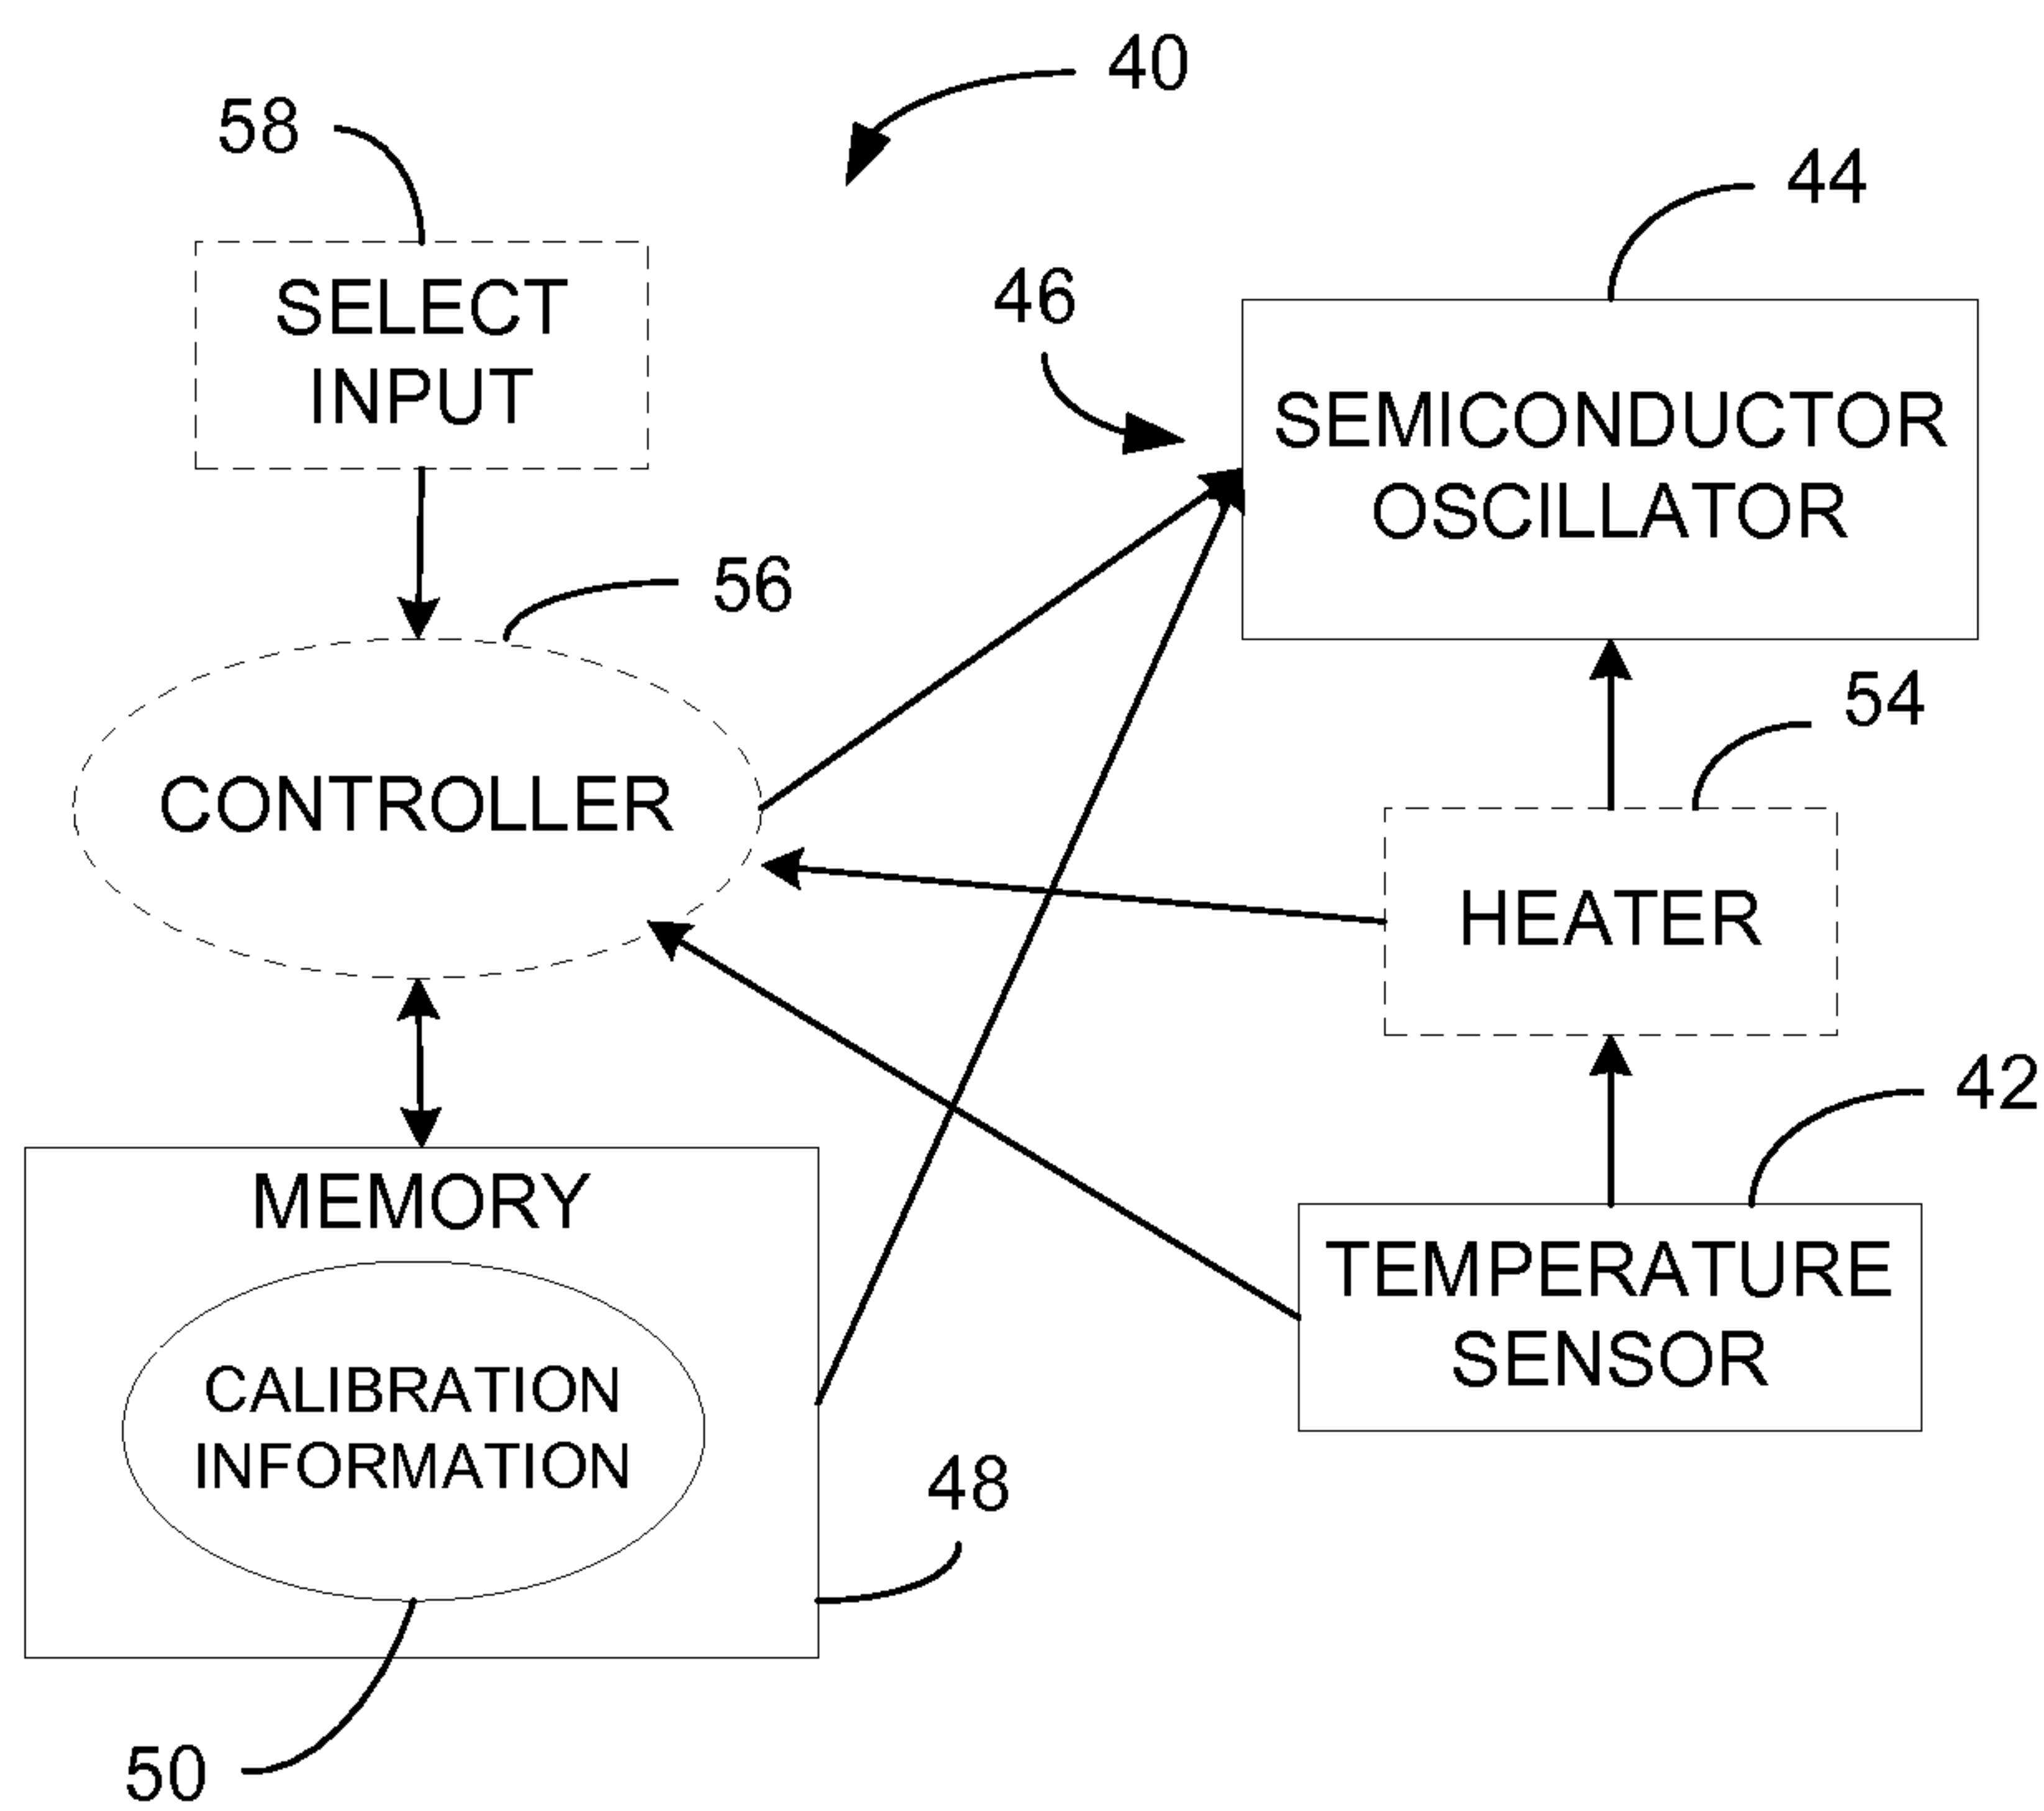 40
58
44
46
SELECT
INPUT
SEMICONDUCTOR
OSCILLATOR
56
54
CONTROLLER
HEATER
42
MEMORY
TEMPERATURE
SENSOR
CALIBRATION
INFORMATION
48
50